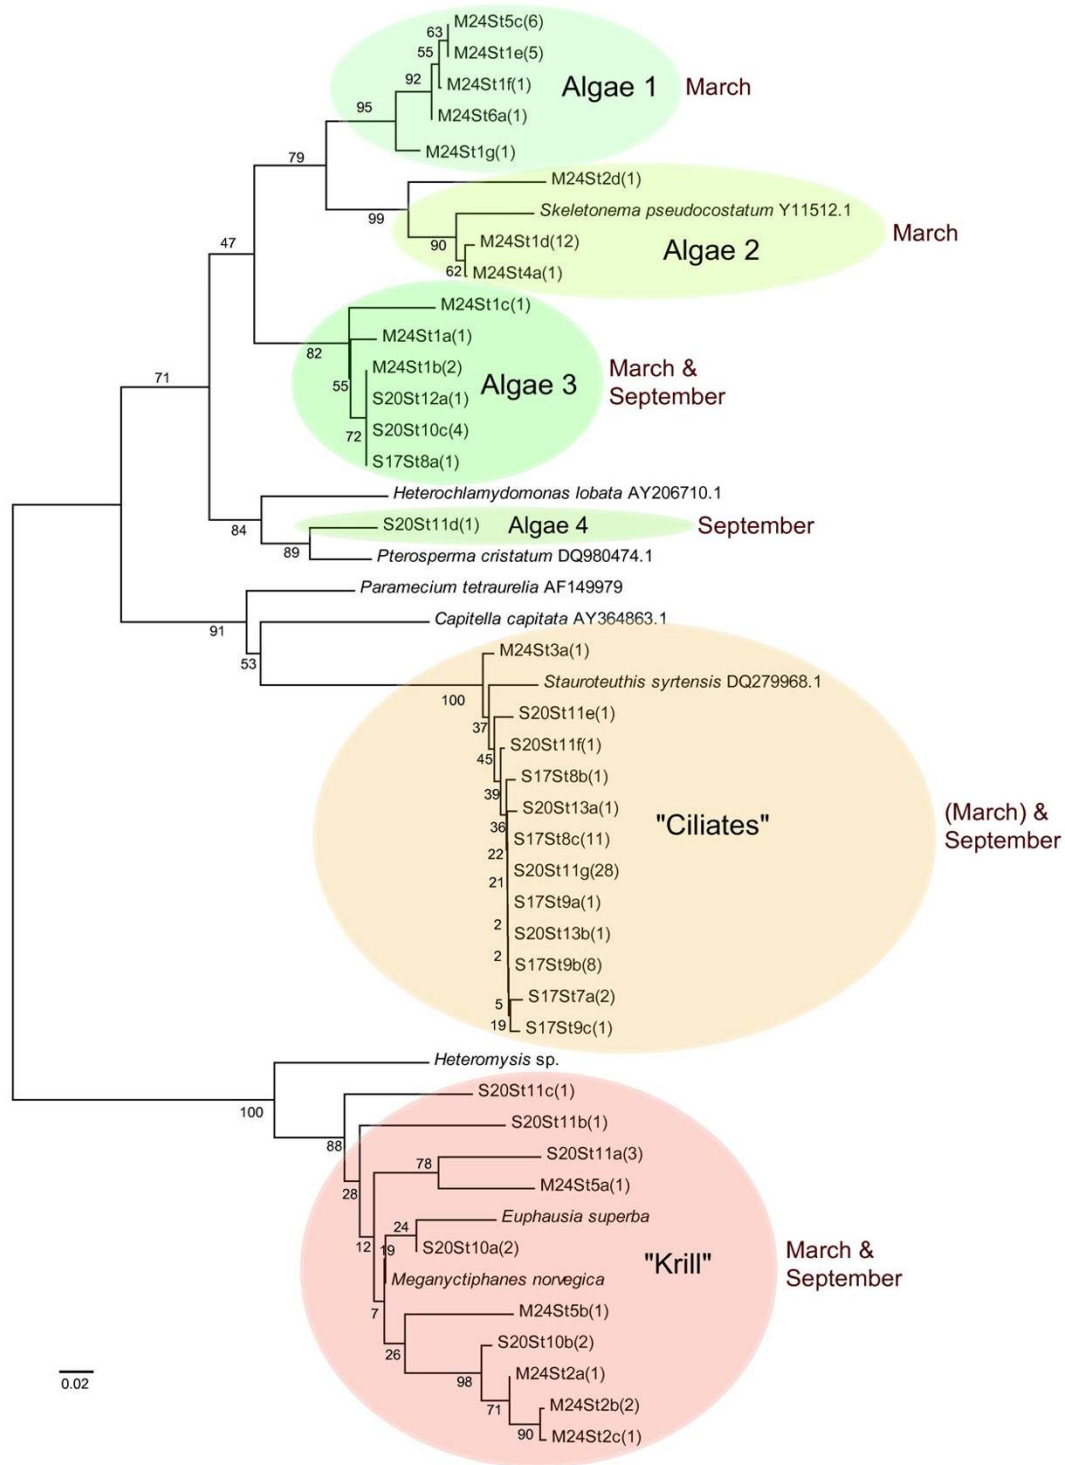 M24St5c(6)
63
M24St1e(5)
55
M24St1f(1)
92
Algae 1
March
M24St6a(1)
95
M24St1g(1)
79
M24St2d(1)
99
Skeletonema pseudocostatum Y11512.1
90
M24St1d(12)
Algae 2
March
62
M24St4a(1)
47
M24St1c(1)
82
M24St1a(1)
M24St1b(2)
55
Algae 3
March &
September
S20St12a(1)
S20St10c(4)
72
S17St8a(1)
71
Heterochlamydomonas lobata AY206710.1
84
S20St11d(1)
Algae 4
September
89
Pterosperma cristatum DQ980474.1
Paramecium tetraurelia AF149979
91
Capitella capitata AY364863.1
53
M24St3a(1)
100
Stauroteuthis syrtensis DQ279968.1
37
S20St11e(1)
45
S20St11f(1)
S17St8b(1)
39
S20St13a(1)
36
"Ciliates"
(March) &
September
S17St8c(11)
22
S20St11g(28)
21
S17St9a(1)
2
S20St13b(1)
2
S17St9b(8)
5
S17St7a(2)
19
S17St9c(1)
Heteromysis sp.
100
S20St11c(1)
88
S20St11b(1)
S20St11a(3)
78
M24St5a(1)
28
Euphausia superba
24
12
19
S20St10a(2)
"Krill"
March &
September
Meganyctiphanes norvegica
7
M24St5b(1)
26
S20St10b(2)
98
M24St2a(1)
71
M24St2b(2)
90
M24St2c(1)
0.02